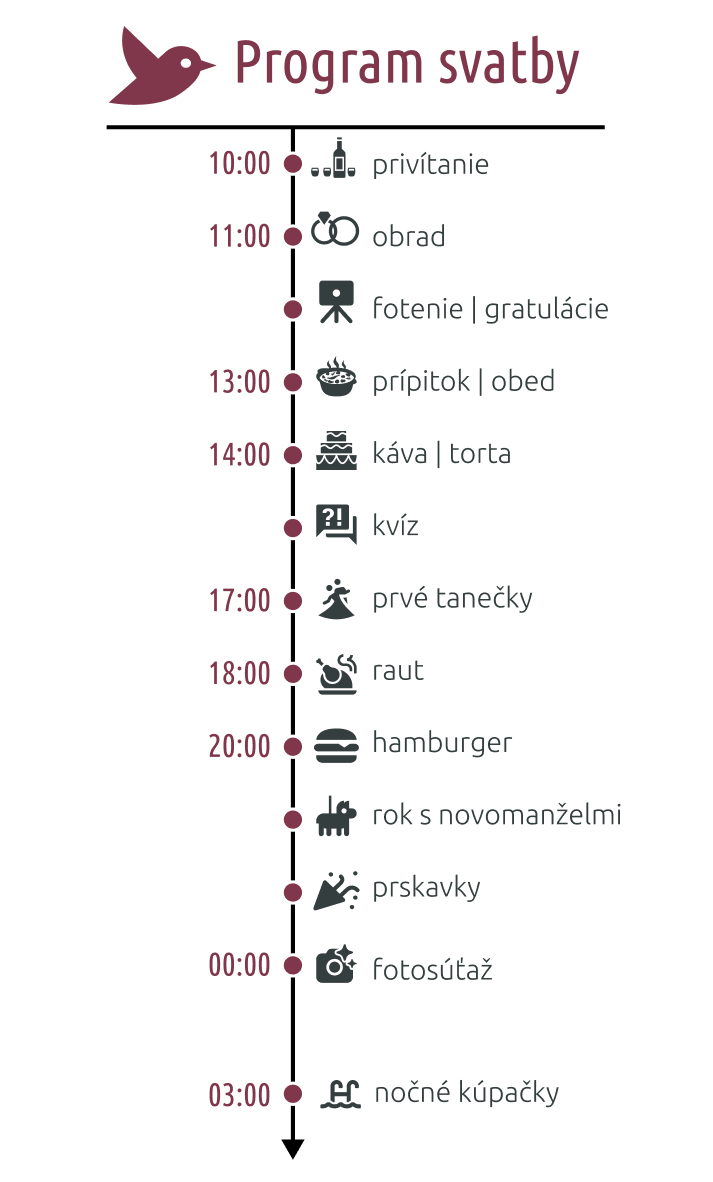 Program svatby
10:00 privítanie
11:00 obrad
fotenie | gratulácie
13:00 prípitok | obed
14:00 káva | torta
?!
kvíz
17:00 prvé tanečky
18:00 raut
20:00 hamburger
rok s novomanželmi
prskavky
00:00 fotosúťaž
03:00 nočné kúpačky